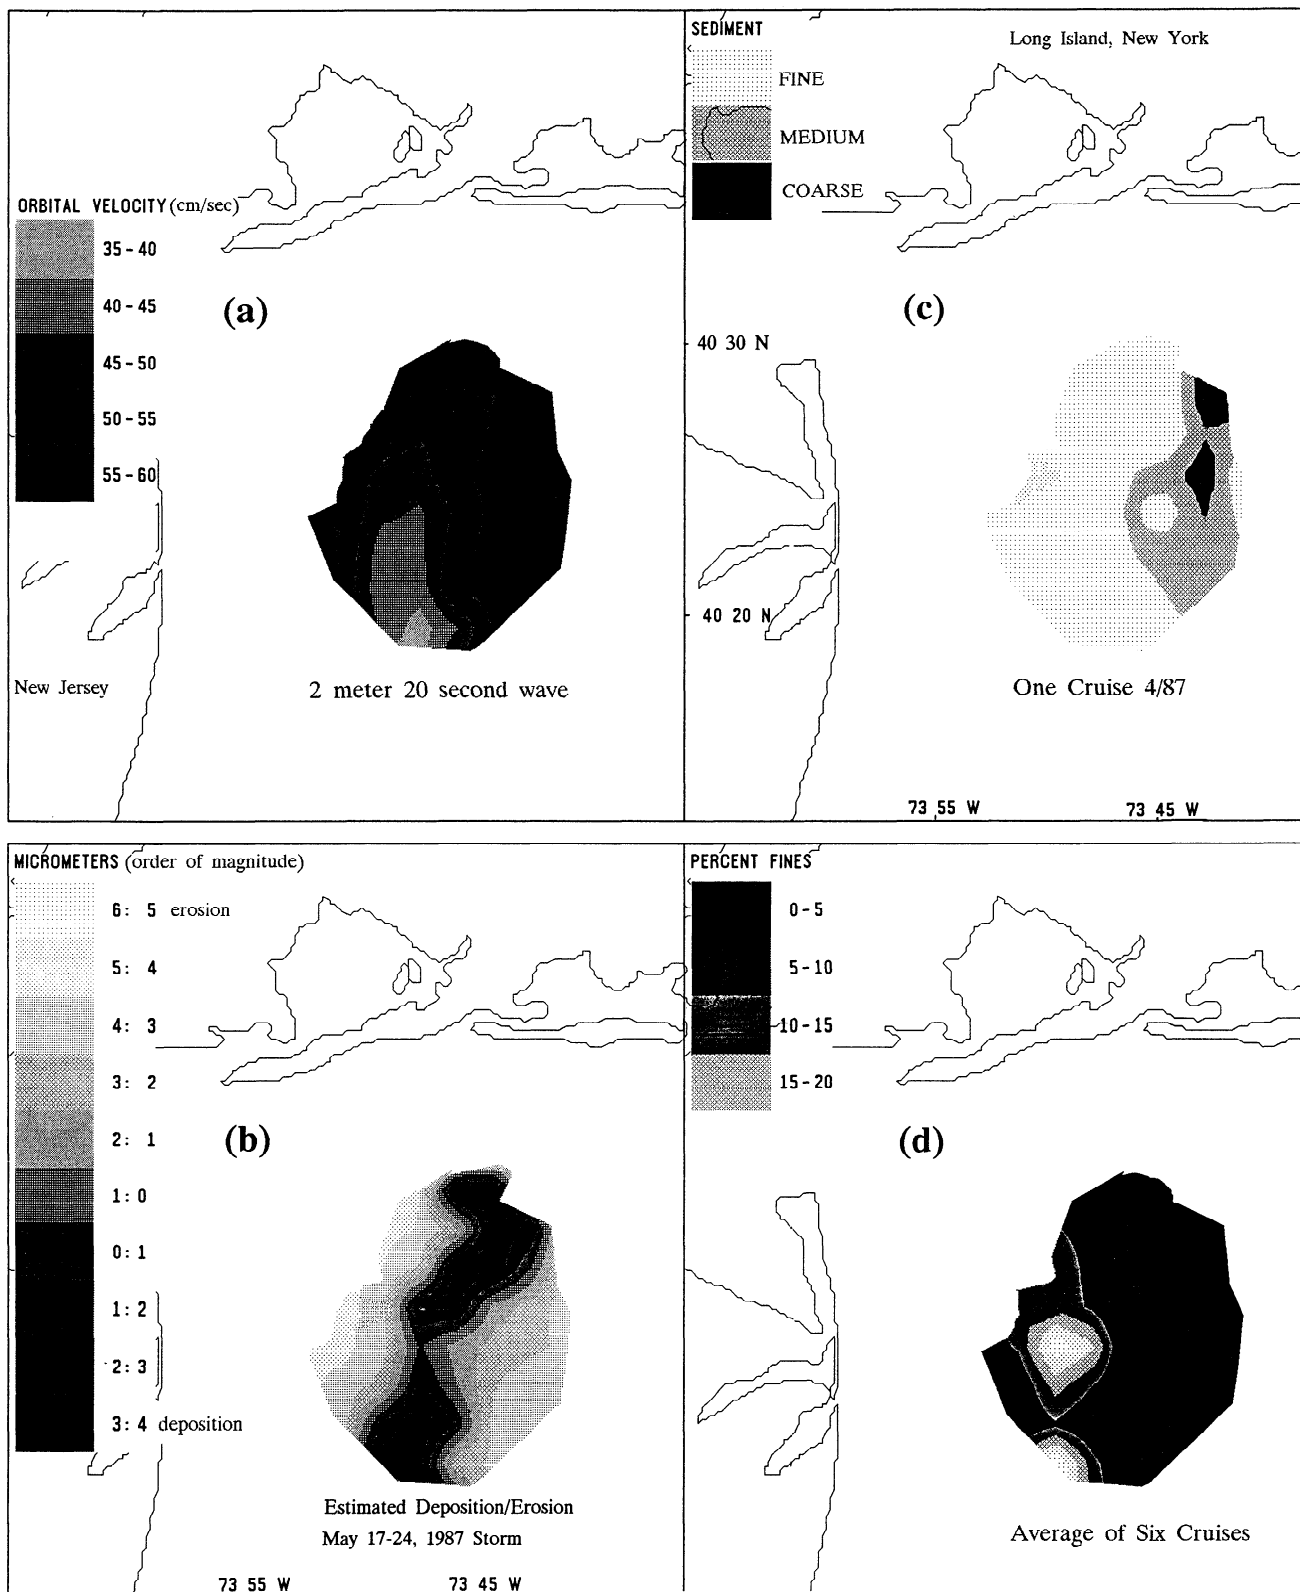 ORBITAL VELOCITY (cm/sec)
35-40
40-45
45-50
50-55
55-60
(a)
New Jersey
2 meter 20 second wave
SEDIMENT
Long Island, New York
FINE
MEDIUM
COARSE
(c)
40 30 N
40 20 N
One Cruise 4/87
73 55 W
73 45 W
MICROMETERS (order of magnitude)
6: 5 erosion
5: 4
4: 3
3: 2
2: 1
1: 0
0: 1
1: 2
2: 3
3: 4 deposition
(b)
Estimated Deposition/Erosion
May 17-24, 1987 Storm
73 55 W
73 45 W
PERCENT FINES
0-5
5-10
10-15
15-20
(d)
Average of Six Cruises